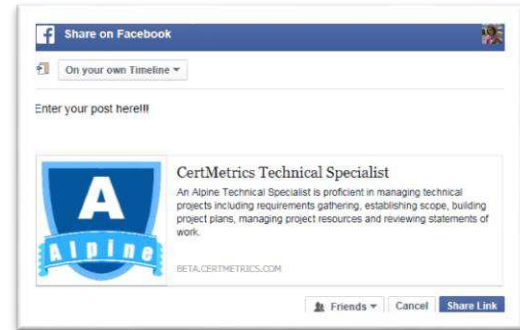 Share on Facebook
On your own Timeline
Enter your post here!!!
A
Alpine
CertMetrics Technical Specialist
An Alpine Technical Specialist is proficient in managing technical
projects including requirements gathering, establishing scope, building
project plans, managing project resources and reviewing statements of
work.
BETA.CERTMETRICS.COM
Friends Cancel Share Link